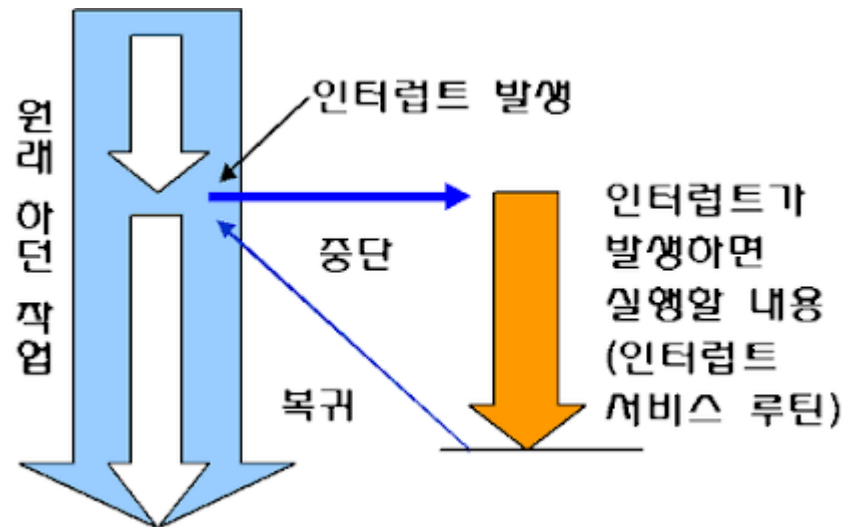 원래 하던 작업
인터럽트 발생
중단
복귀
인터럽트가
발생하면
실행할 내용
(인터럽트
서비스 루틴)